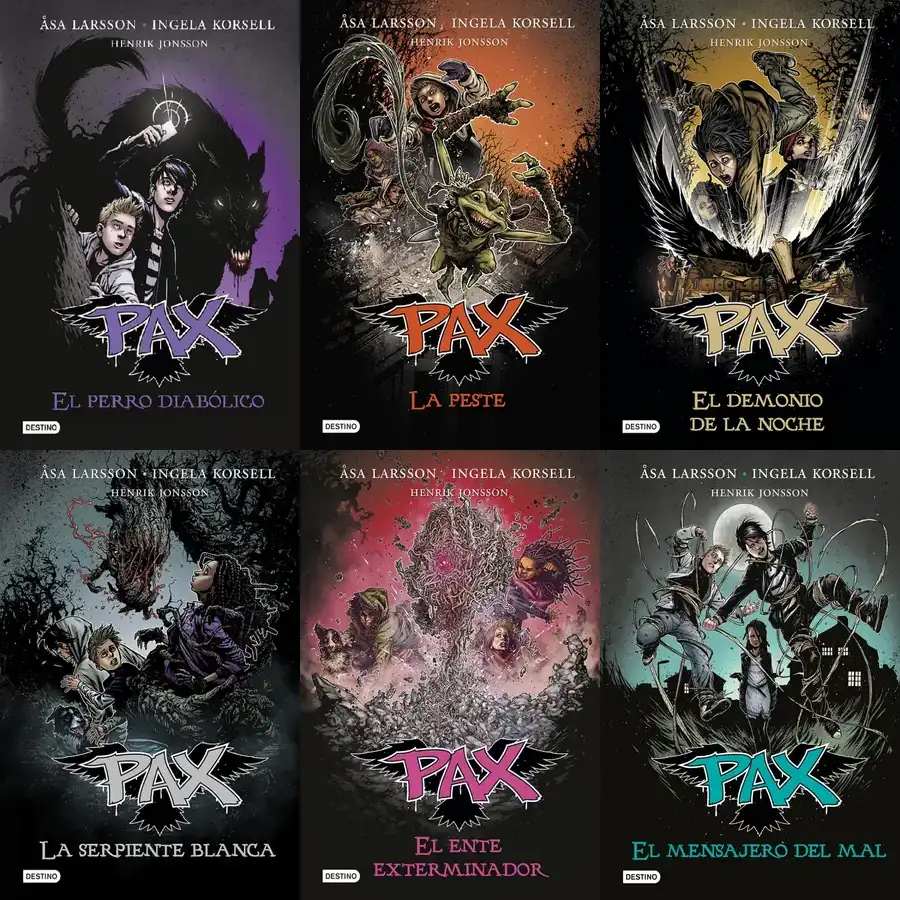 ÅSA LARSSON · INGELA KORSELL
HENRIK JONSSON
PAX
EL PERRO DIABÓLICO
DESTINO
ÅSA LARSSON · INGELA KORSELL
HENRIK JONSSON
PAX
LA PESTE
DESTINO
ÅSA LARSSON · INGELA KORSELL
HENRIK JONSSON
PAX
EL DEMONIO
DE LA NOCHE
DESTINO
ÅSA LARSSON · INGELA KORSELL
HENRIK JONSSON
PAX
LA SERPIENTE BLANCA
DESTINO
ÅSA LARSSON · INGELA KORSELL
HENRIK JONSSON
PAX
EL ENTE
EXTERMINADOR
DESTINO
ÅSA LARSSON · INGELA KORSELL
HENRIK JONSSON
PAX
EL MENSAJERÓ DEL MAL
DESTINO